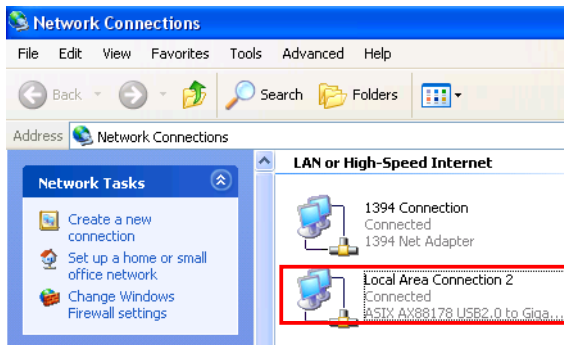 Network Connections
File Edit View Favorites Tools Advanced Help
Back Search Folders
Address Network Connections
Network Tasks
Create a new
connection
Set up a home or small
office network
Change Windows
Firewall settings
LAN or High-Speed Internet
1394 Connection
Connected
1394 Net Adapter
Local Area Connection 2
Connected
ASIX AX88178 USB2.0 to Giga...